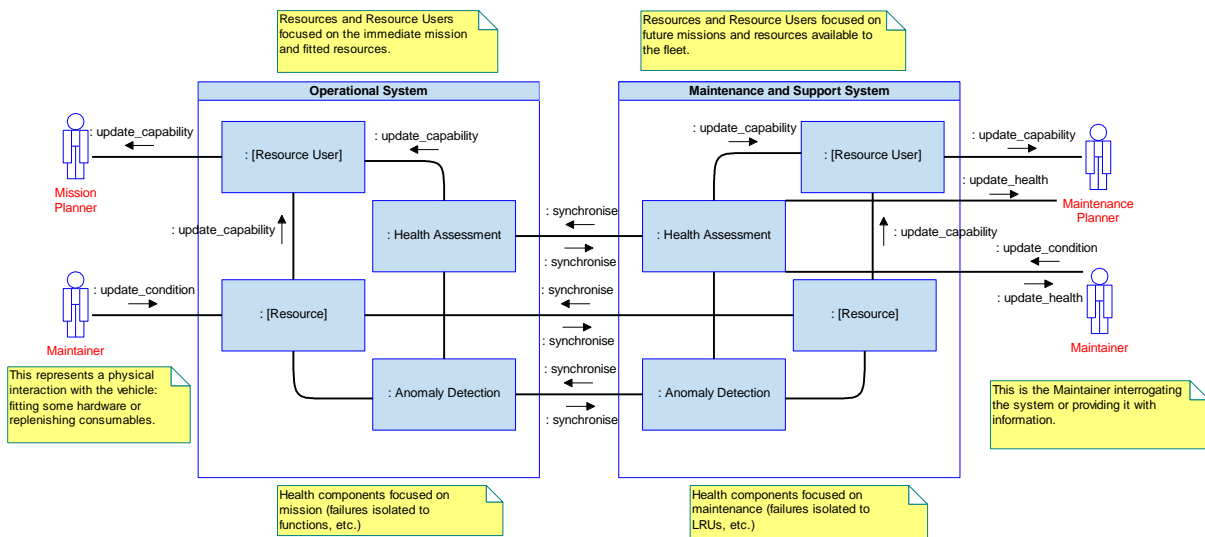 Resources and Resource Users
focused on the immediate mission
and fitted resources.
Resources and Resource Users focused on
future missions and resources available to
the fleet.
Operational System
Maintenance and Support System
: update_capability
Mission
Planner
: [Resource User]
: update_capability
: update_capability
: Health Assessment
: update_condition
Maintainer
: [Resource]
: Anomaly Detection
This represents a physical
interaction with the vehicle:
fitting some hardware or
replenishing consumables.
: synchronise
: synchronise
: synchronise
: synchronise
: synchronise
: synchronise
: update_capability
: [Resource User]
: update_capability
Maintenance
Planner
: update_health
: Health Assessment
: update_capability
: update_condition
: update_health
Maintainer
: [Resource]
: Anomaly Detection
This is the Maintainer interrogating
the system or providing it with
information.
Health components focused on
mission (failures isolated to
functions, etc.)
Health components focused on
maintenance (failures isolated to
LRUs, etc.)